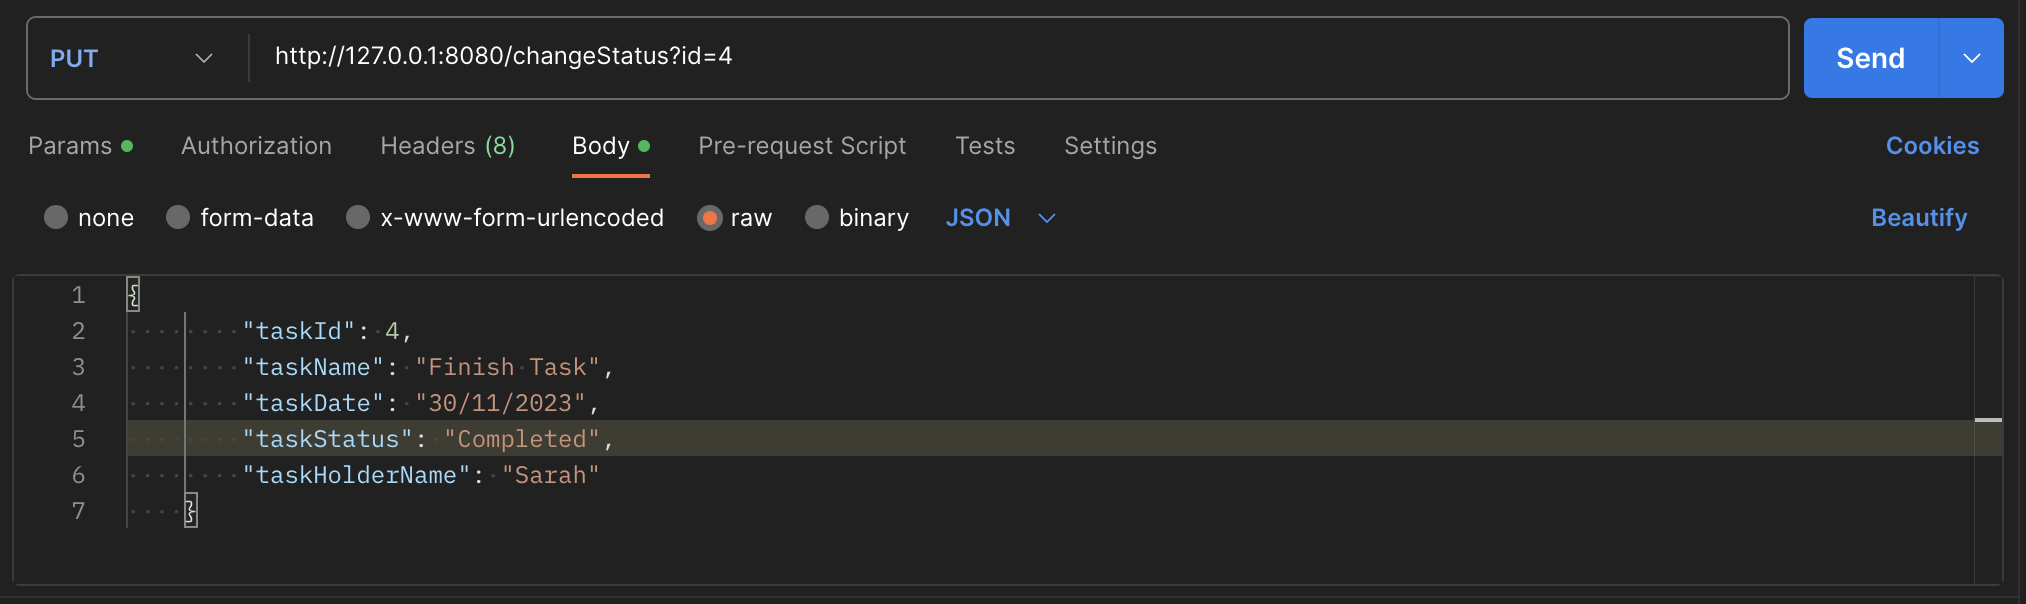 PUT http://127.0.0.1:8080/changeStatus?id=4 Send
Params Authorization Headers (8) Body Pre-request Script Tests Settings Cookies
none form-data x-www-form-urlencoded raw binary JSON Beautify
1 {
2 "taskId": 4,
3 "taskName": "Finish Task",
4 "taskDate": "30/11/2023",
5 "taskStatus": "Completed",
6 "taskHolderName": "Sarah"
7 }